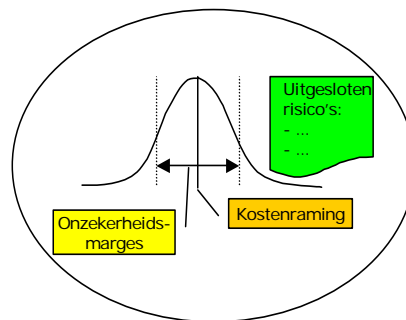 Uitgesloten
risico's:
- ...
- ...
Onzekerheids-
marges
Kostenraming